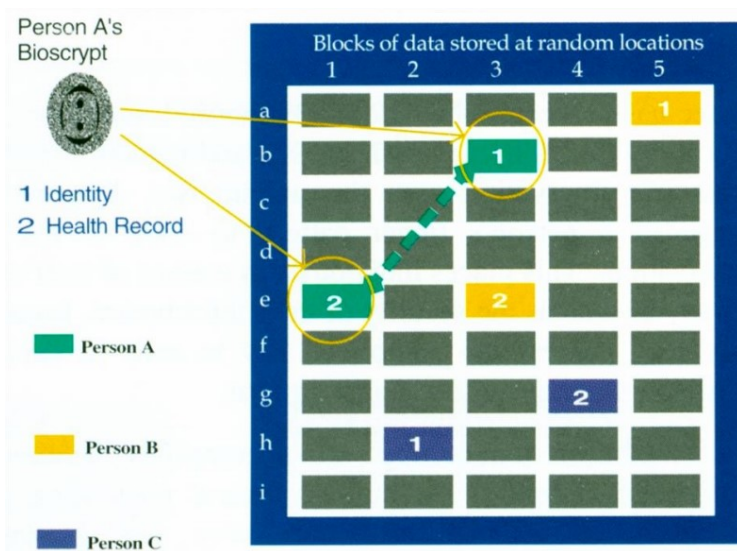 Person A's
Bioscrypt
1 Identity
2 Health Record
Person A
Person B
Person C
Blocks of data stored at random locations
1 2 3 4 5
a 1
b 1
c
d
e 2 2
f
g 2
h 1
i